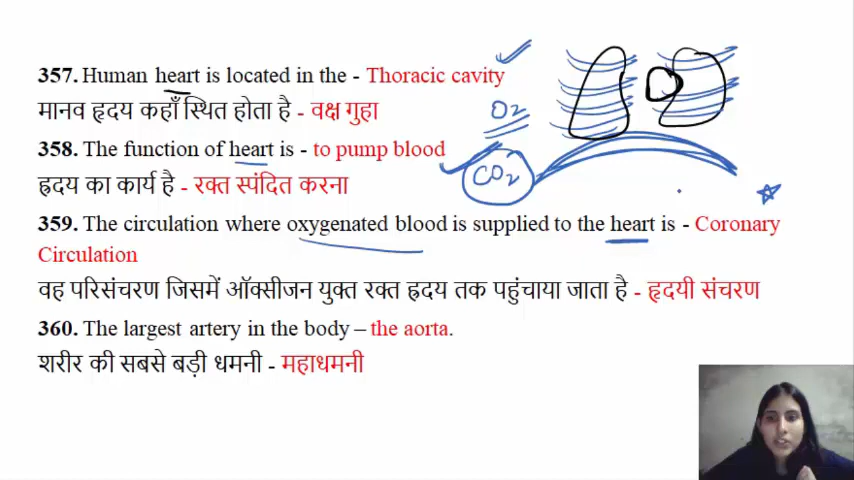 357. Human heart is located in the - Thoracic cavity
मानव हृदय कहाँ स्थित होता है - वक्ष गुहा
O2
358. The function of heart is - to pump blood
CO2
ह्रदय का कार्य है - रक्त स्पंदित करना
359. The circulation where oxygenated blood is supplied to the heart is - Coronary
Circulation
वह परिसंचरण जिसमें ऑक्सीजन युक्त रक्त ह्रदय तक पहुंचाया जाता है - हृदयी संचरण
360. The largest artery in the body – the aorta.
शरीर की सबसे बड़ी धमनी - महाधमनी